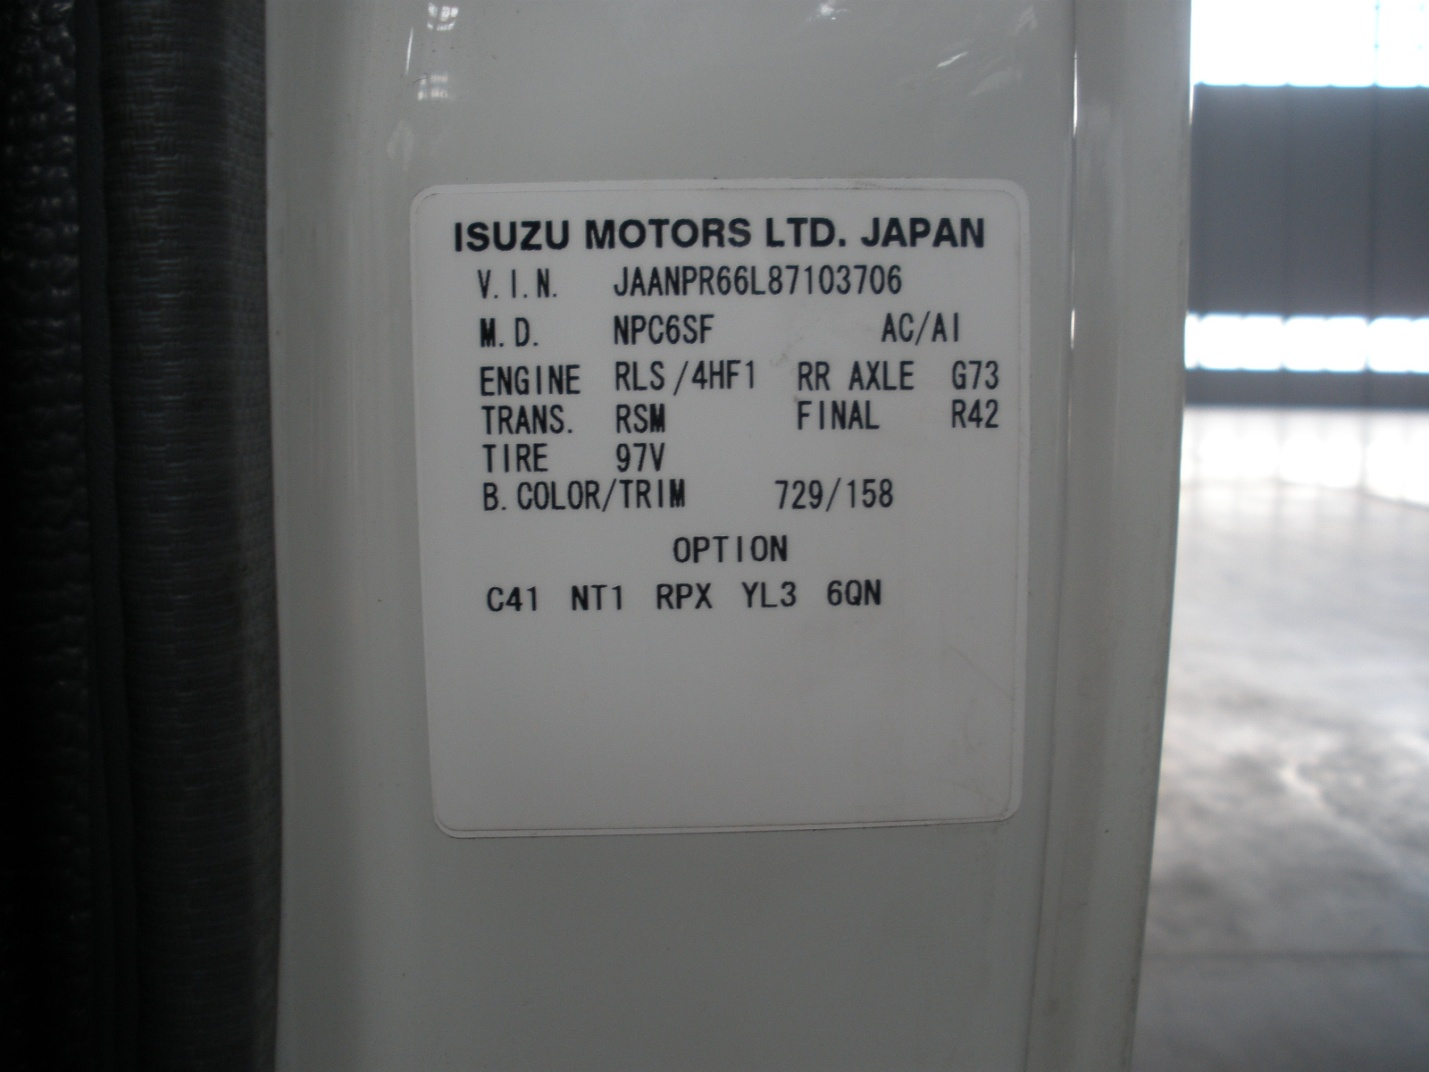 ISUZU MOTORS LTD. JAPAN
V.I.N. JAANPR66L87103706
M.D. NPC6SF AC/AI
ENGINE RLS/4HF1 RR AXLE G73
TRANS. RSM FINAL R42
TIRE 97V
B.COLOR/TRIM 729/158
OPTION
C41 NT1 RPX YL3 6QN